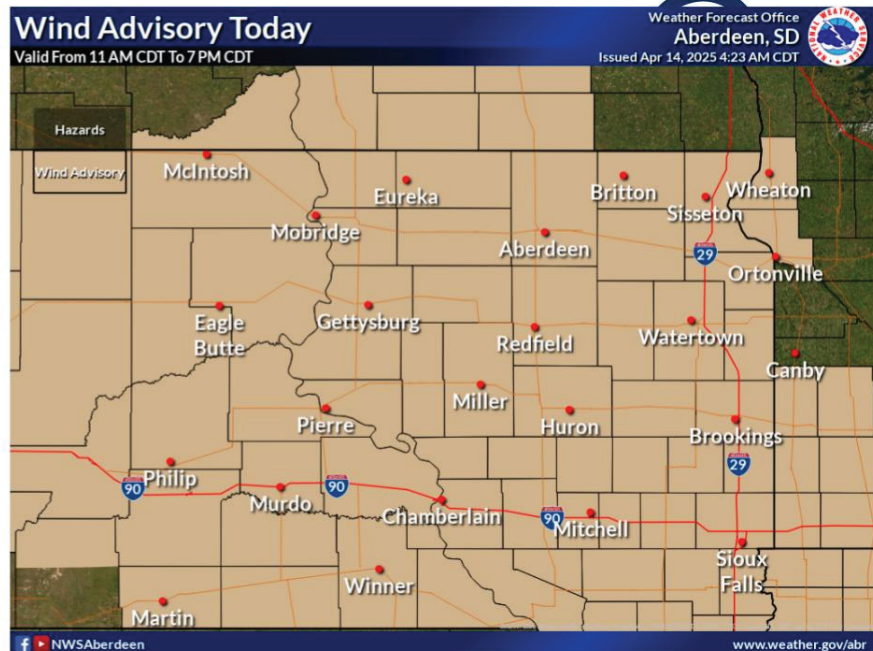 Wind Advisory Today
Valid From 11 AM CDT To 7 PM CDT
Weather Forecast Office
Aberdeen, SD
Issued Apr 14, 2025 4:23 AM CDT
NATIONAL WEATHER SERVICE
Hazards
Wind Advisory
McIntosh
Eureka
Britton
Wheaton
Sisseton
Mobridge
Aberdeen
29
Ortonville
Eagle
Butte
Gettysburg
Redfield
Watertown
Canby
Miller
Pierre
Huron
Brookings
29
Philip
90
Murdo
90
Chamberlain
90
Mitchell
Sioux
Falls
Winner
Martin
NWSAberdeen
www.weather.gov/abr